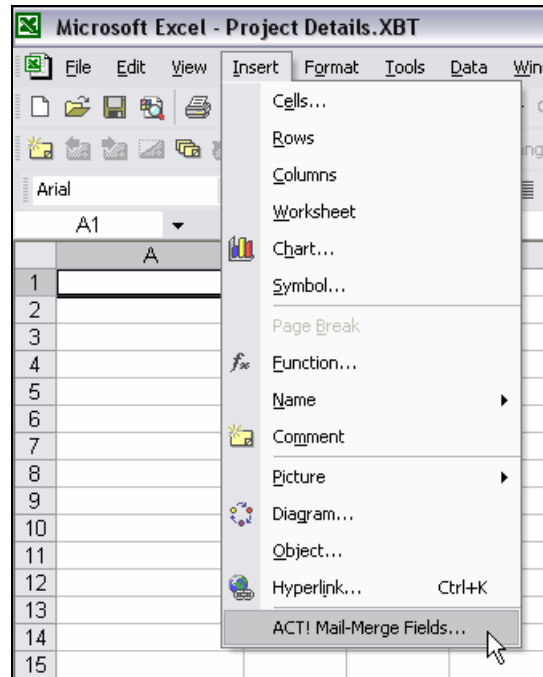 Microsoft Excel - Project Details.XBT
File Edit View Insert Format Tools Data Win
Arial
A1
A
Cells...
Rows
Columns
Worksheet
Chart...
Symbol...
Page Break
Function...
Name
Comment
Picture
Diagram...
Object...
Hyperlink... Ctrl+K
ACT! Mail-Merge Fields...
1
2
3
4
5
6
7
8
9
10
11
12
13
14
15